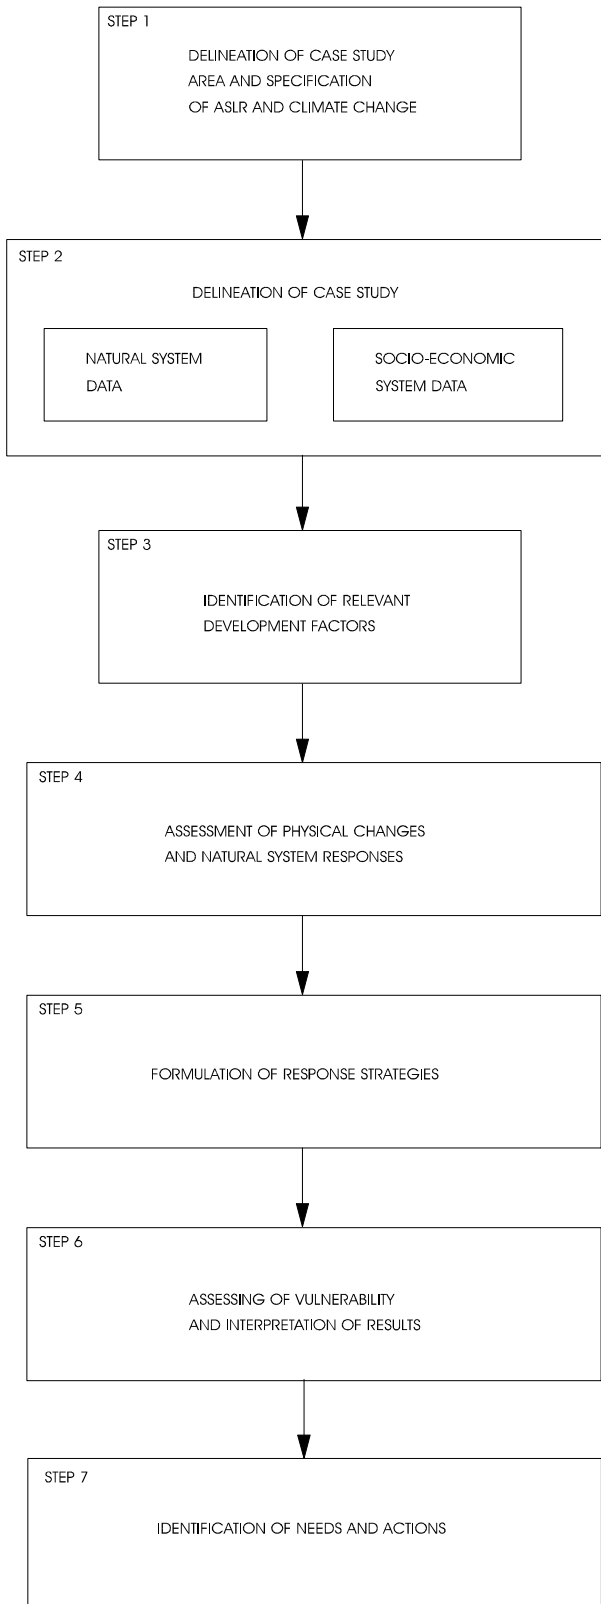 STEP 1
DELINEATION OF CASE STUDY
AREA AND SPECIFICATION
OF ASLR AND CLIMATE CHANGE
STEP 2
DELINEATION OF CASE STUDY
NATURAL SYSTEM
DATA
SOCIO-ECONOMIC
SYSTEM DATA
STEP 3
IDENTIFICATION OF RELEVANT
DEVELOPMENT FACTORS
STEP 4
ASSESSMENT OF PHYSICAL CHANGES
AND NATURAL SYSTEM RESPONSES
STEP 5
FORMULATION OF RESPONSE STRATEGIES
STEP 6
ASSESSING OF VULNERABILITY
AND INTERPRETATION OF RESULTS
STEP 7
IDENTIFICATION OF NEEDS AND ACTIONS